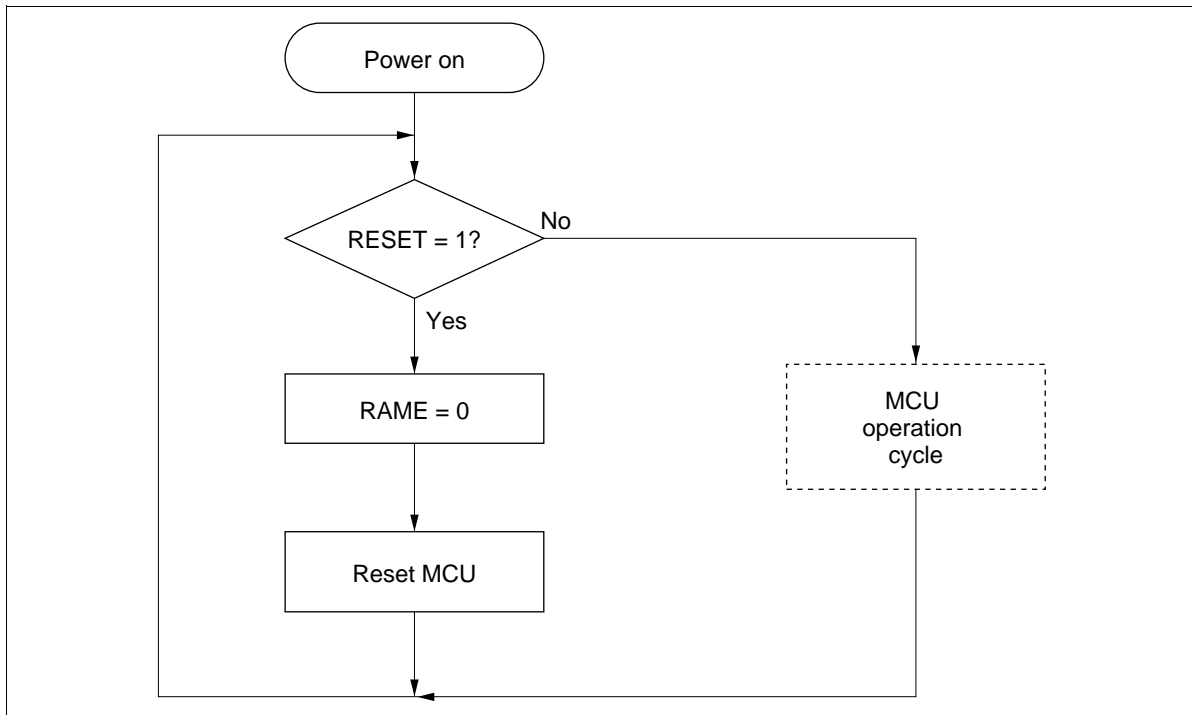 Power on
RESET = 1?
No
Yes
RAME = 0
MCU
operation
cycle
Reset MCU